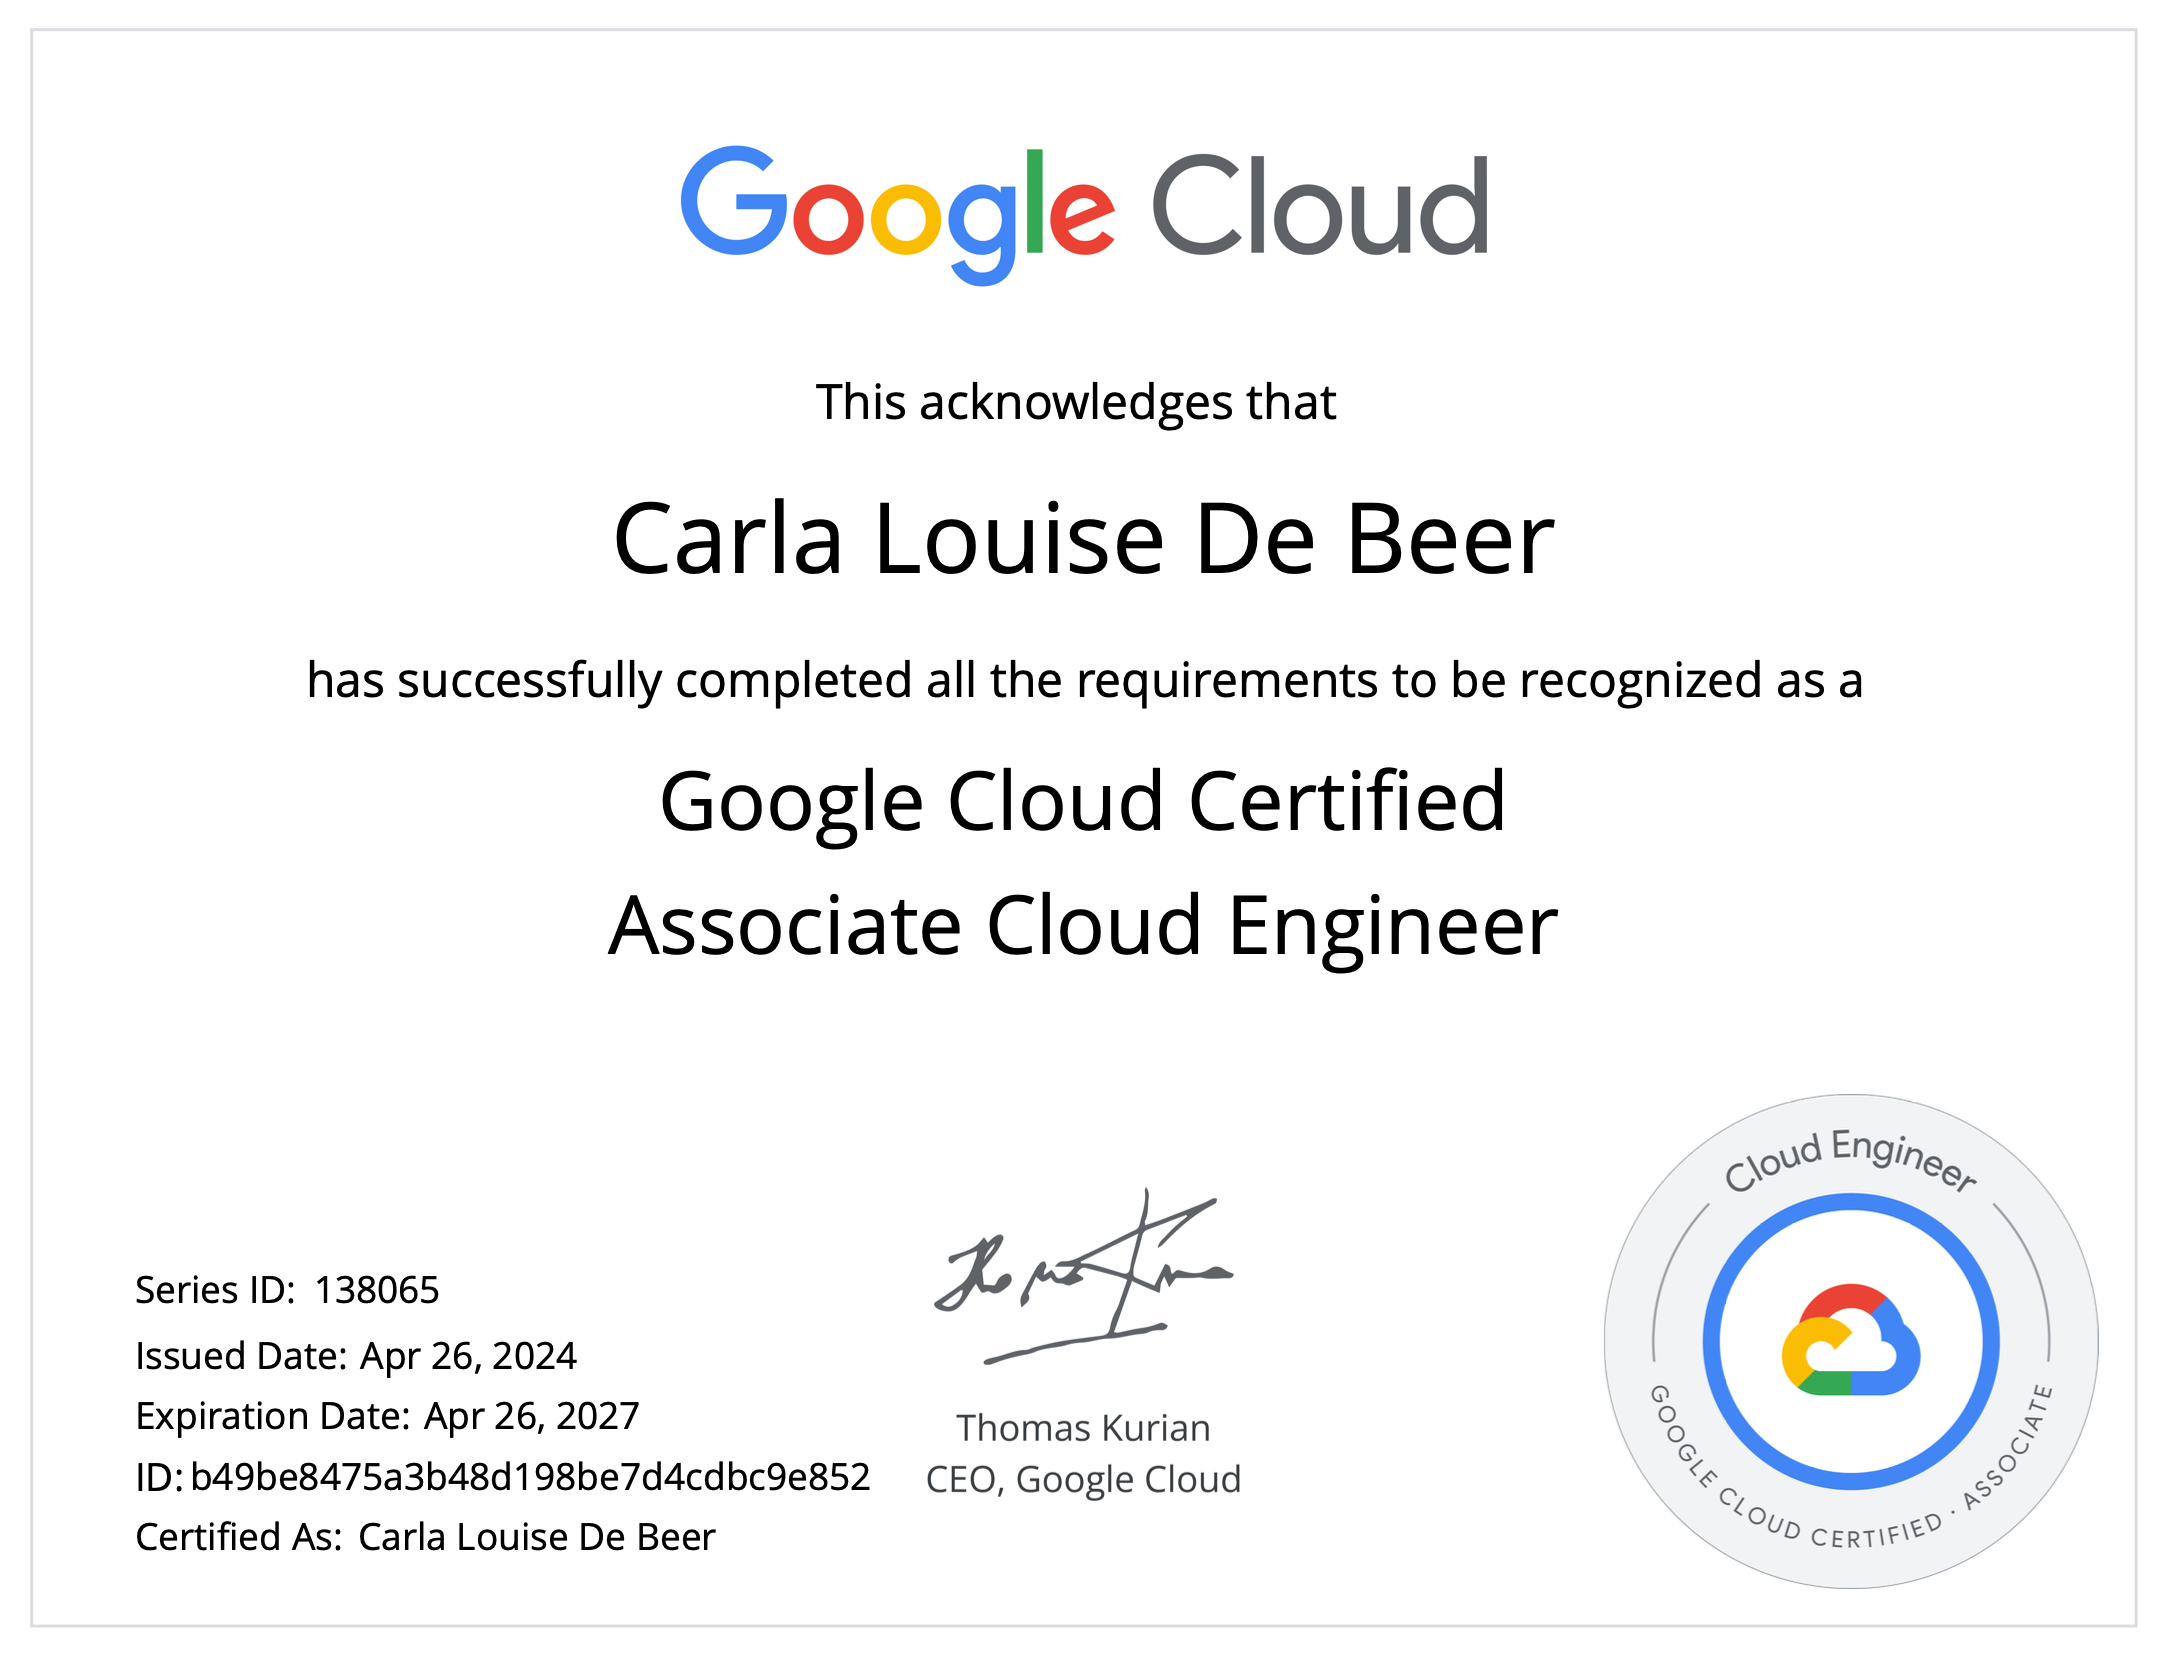 Google Cloud
This acknowledges that
Carla Louise De Beer
has successfully completed all the requirements to be recognized as a
Google Cloud Certified
Associate Cloud Engineer
Series ID: 138065
Issued Date: Apr 26, 2024
Expiration Date: Apr 26, 2027
ID: b49be8475a3b48d198be7d4cdbc9e852
Certified As: Carla Louise De Beer
Thomas Kurian
CEO, Google Cloud
Cloud Engineer
GOOGLE CLOUD CERTIFIED · ASSOCIATE